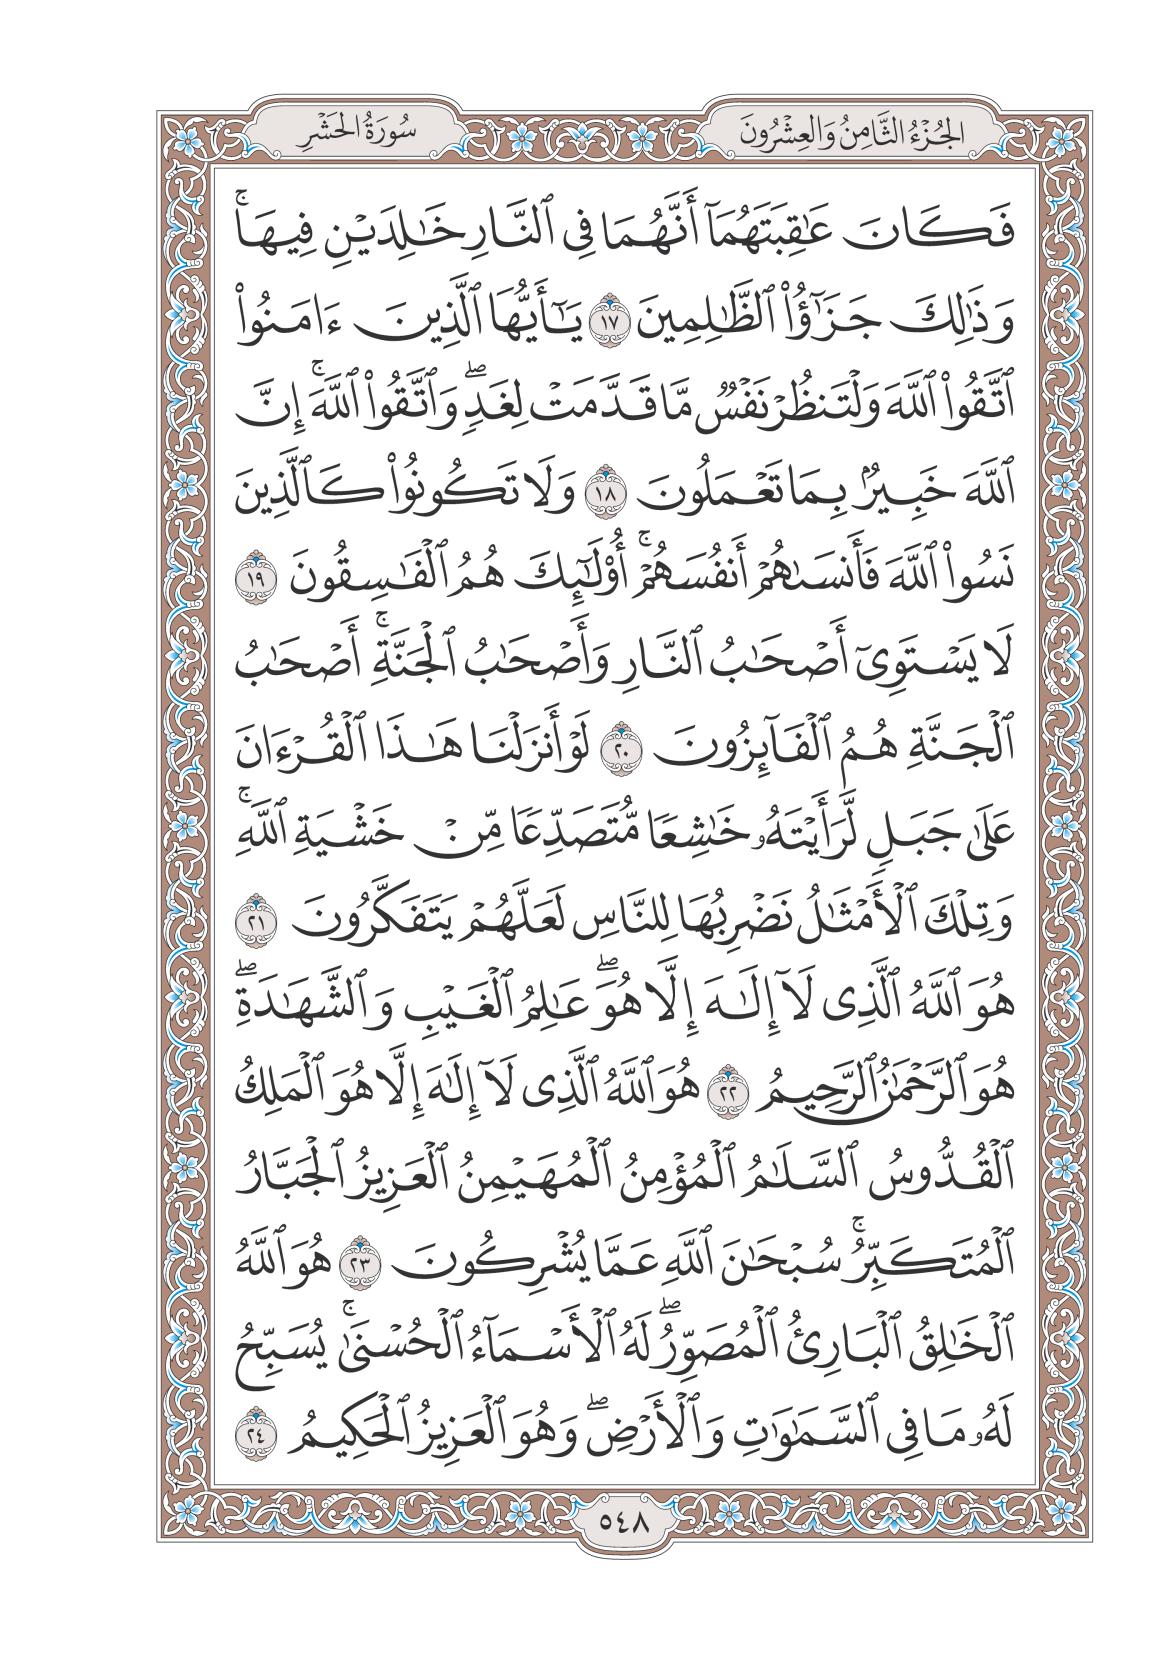 الجُزْءُ الثَّامِنُ وَالعِشْرُونَ
سُورَةُ الحَشْرِ
فَكَانَ عَٰقِبَتَهُمَآ أَنَّهُمَا فِي ٱلنَّارِ خَٰلِدَيْنِ فِيهَاۚ
وَذَٰلِكَ جَزَٰٓؤُاْ ٱلظَّٰلِمِينَ ١٧ يَٰٓأَيُّهَا ٱلَّذِينَ ءَامَنُواْ
ٱتَّقُواْ ٱللَّهَ وَلْتَنظُرْ نَفْسٌ مَّا قَدَّمَتْ لِغَدٍۖ وَٱتَّقُواْ ٱللَّهَۚ إِنَّ
ٱللَّهَ خَبِيرُۢ بِمَا تَعْمَلُونَ ١٨ وَلَا تَكُونُواْ كَٱلَّذِينَ
نَسُواْ ٱللَّهَ فَأَنسَىٰهُمْ أَنفُسَهُمْۚ أُوْلَٰٓئِكَ هُمُ ٱلْفَٰسِقُونَ ١٩
لَا يَسْتَوِىٓ أَصْحَٰبُ ٱلنَّارِ وَأَصْحَٰبُ ٱلْجَنَّةِۚ أَصْحَٰبُ
ٱلْجَنَّةِ هُمُ ٱلْفَآئِزُونَ ٢٠ لَوْ أَنزَلْنَا هَٰذَا ٱلْقُرْءَانَ
عَلَىٰ جَبَلٍ لَّرَأَيْتَهُۥ خَٰشِعًا مُّتَصَدِّعًا مِّنْ خَشْيَةِ ٱللَّهِۚ
وَتِلْكَ ٱلْأَمْثَٰلُ نَضْرِبُهَا لِلنَّاسِ لَعَلَّهُمْ يَتَفَكَّرُونَ ٢١
هُوَ ٱللَّهُ ٱلَّذِى لَآ إِلَٰهَ إِلَّا هُوَۖ عَٰلِمُ ٱلْغَيْبِ وَٱلشَّهَٰدَةِۖ
هُوَ ٱلرَّحْمَٰنُ ٱلرَّحِيمُ ٢٢ هُوَ ٱللَّهُ ٱلَّذِى لَآ إِلَٰهَ إِلَّا هُوَ ٱلْمَلِكُ
ٱلْقُدُّوسُ ٱلسَّلَٰمُ ٱلْمُؤْمِنُ ٱلْمُهَيْمِنُ ٱلْعَزِيزُ ٱلْجَبَّارُ
ٱلْمُتَكَبِّرُۚ سُبْحَٰنَ ٱللَّهِ عَمَّا يُشْرِكُونَ ٢٣ هُوَ ٱللَّهُ
ٱلْخَٰلِقُ ٱلْبَارِئُ ٱلْمُصَوِّرُۖ لَهُ ٱلْأَسْمَآءُ ٱلْحُسْنَىٰۚ يُسَبِّحُ
لَهُۥ مَا فِي ٱلسَّمَٰوَٰتِ وَٱلْأَرْضِۖ وَهُوَ ٱلْعَزِيزُ ٱلْحَكِيمُ ٢٤
٥٤٨